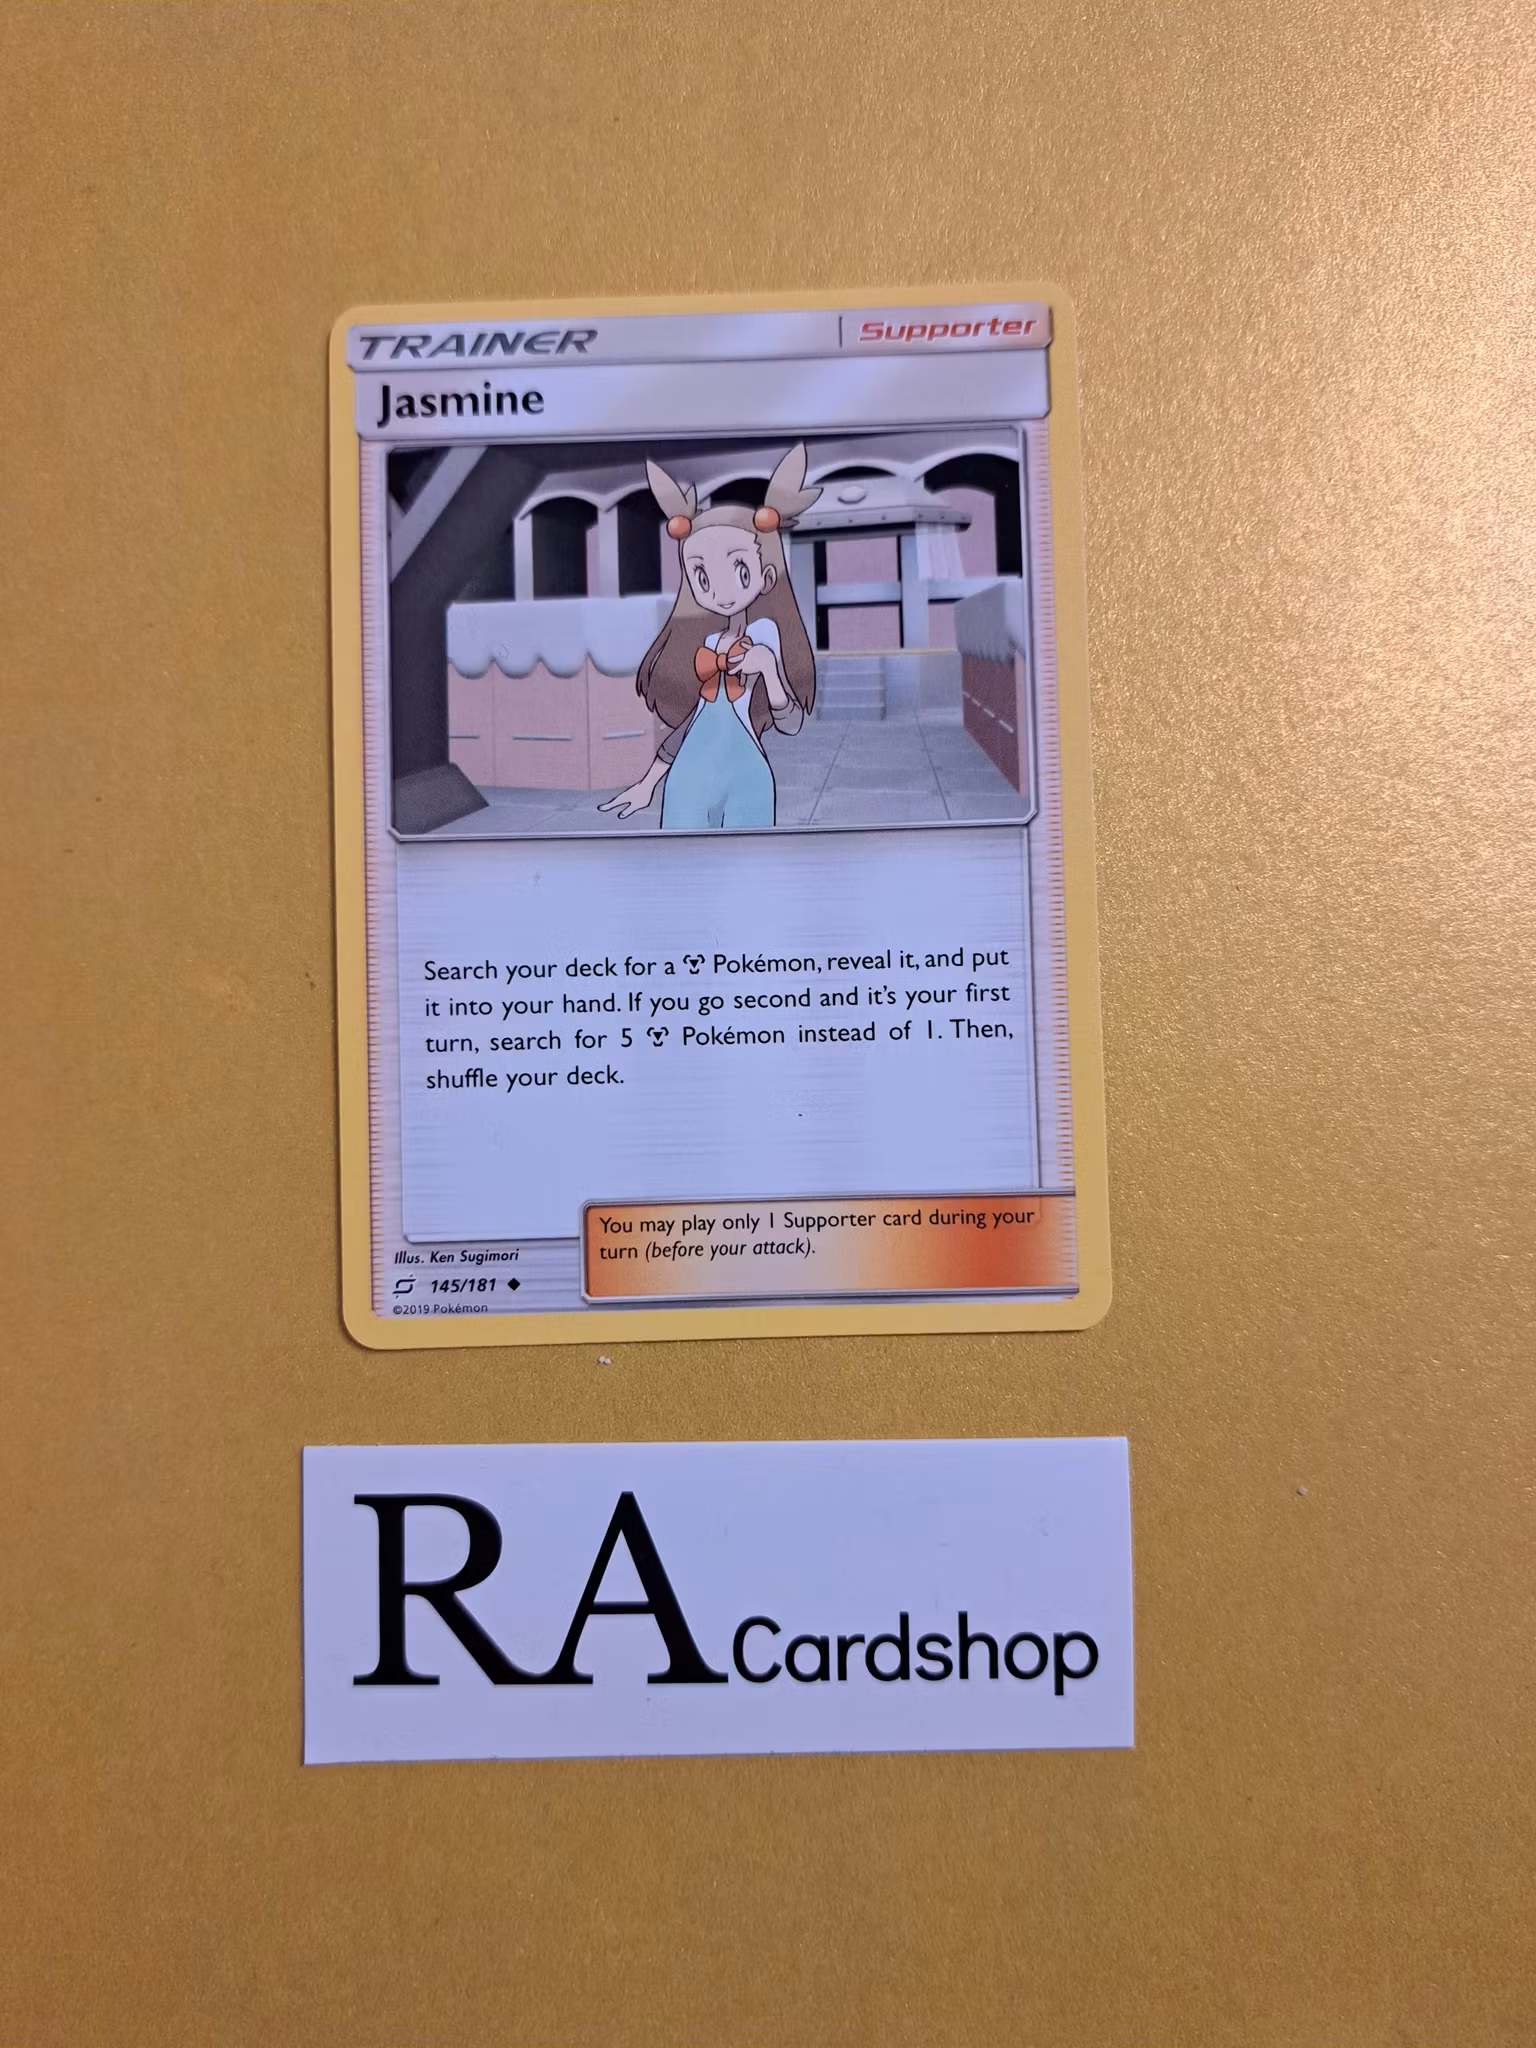 TRAINER
Supporter
Jasmine
Search your deck for a Pokémon, reveal it, and put
it into your hand. If you go second and it's your first
turn, search for 5 Pokémon instead of 1. Then,
shuffle your deck.
You may play only 1 Supporter card during your
turn (before your attack).
Illus. Ken Sugimori
145/181
©2019 Pokémon
RA Cardshop